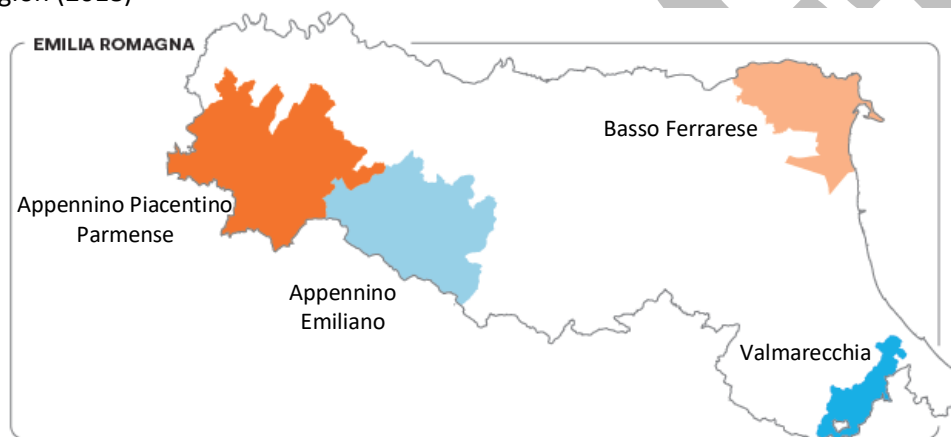 EMILIA ROMAGNA
Basso Ferrarese
Appennino Piacentino
Parmense
Appennino
Emiliano
Valmarecchia